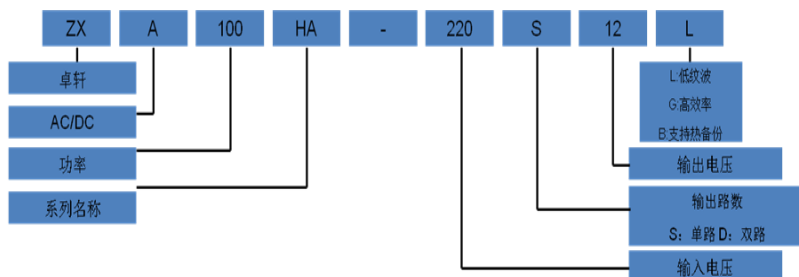 ZX A 100 HA - 220 S 12 L
卓轩
AC/DC
功率
系列名称
L:低纹波
G:高效率
B:支持热备份
输出电压
输出路数
S：单路 D：双路
输入电压